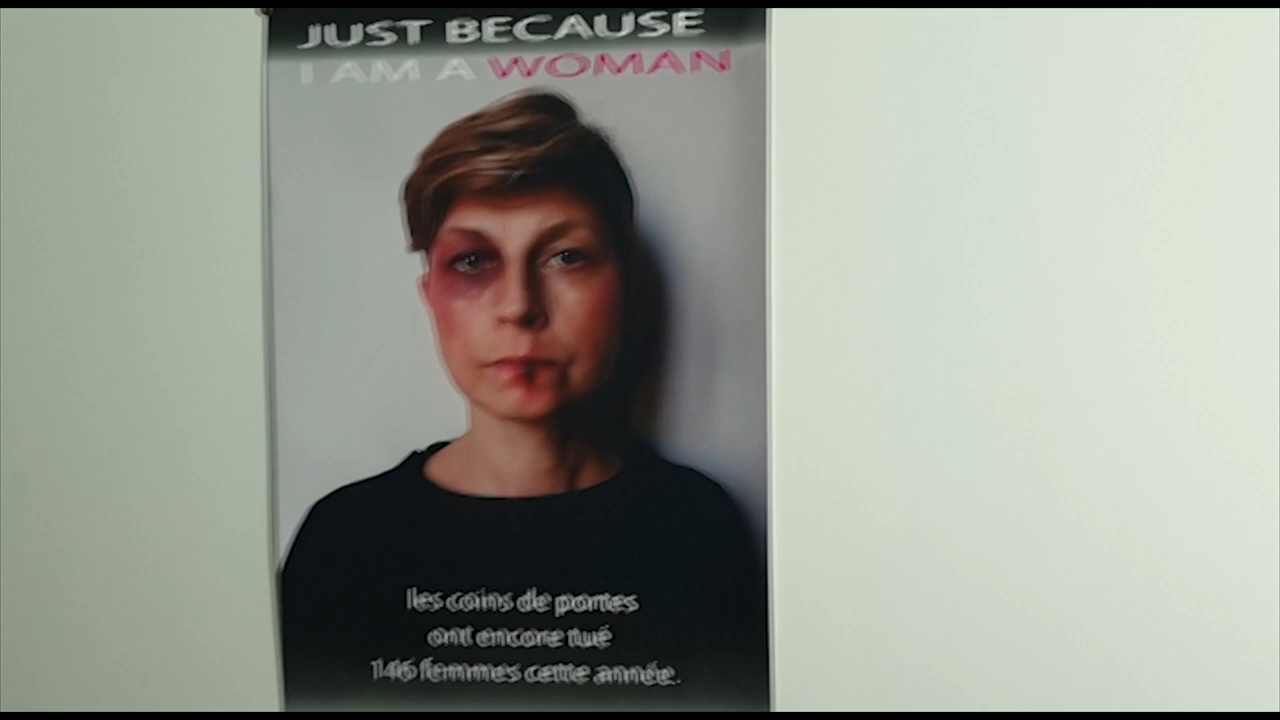 JUST BECAUSE
I AM A WOMAN
les coins de portes
ont encore tué
146 femmes cette année.